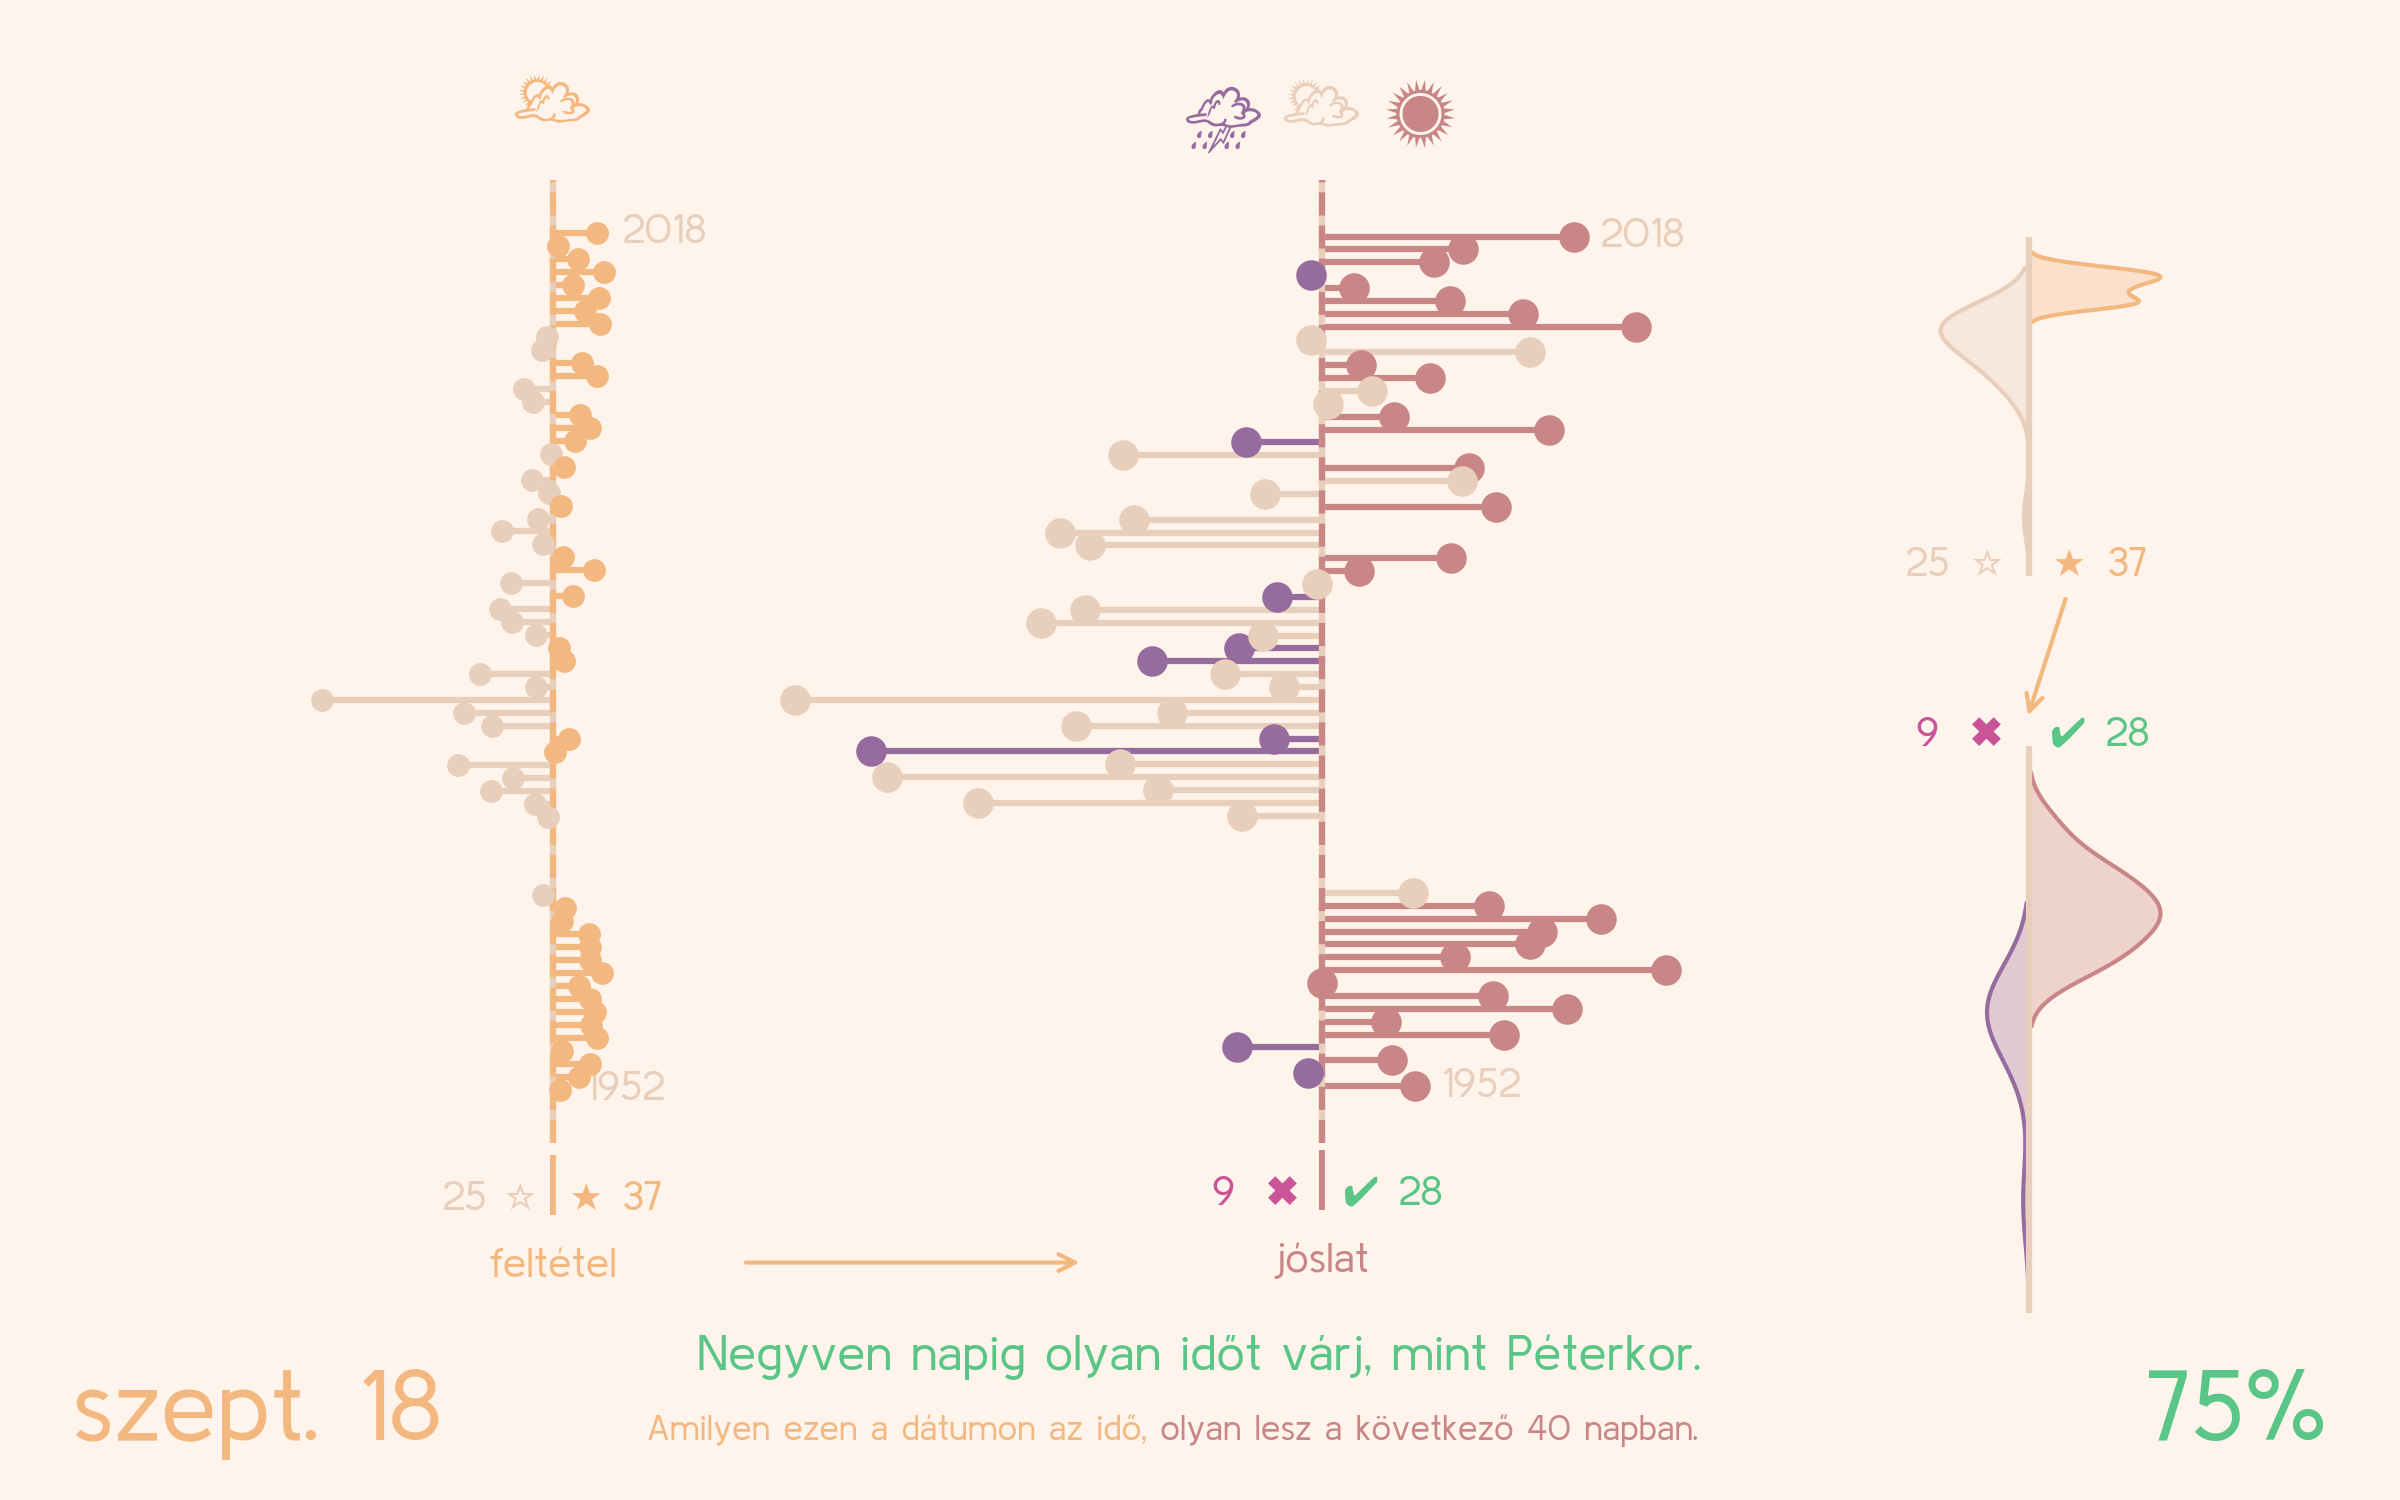 2018
2018
25 ☆ ★ 37
9 ✖ ✔ 28
1952
1952
25 ☆ ★ 37
9 ✖ ✔ 28
feltétel
jóslat
Negyven napig olyan időt várj, mint Péterkor.
szept. 18
75%
Amilyen ezen a dátumon az idő, olyan lesz a következő 40 napban.